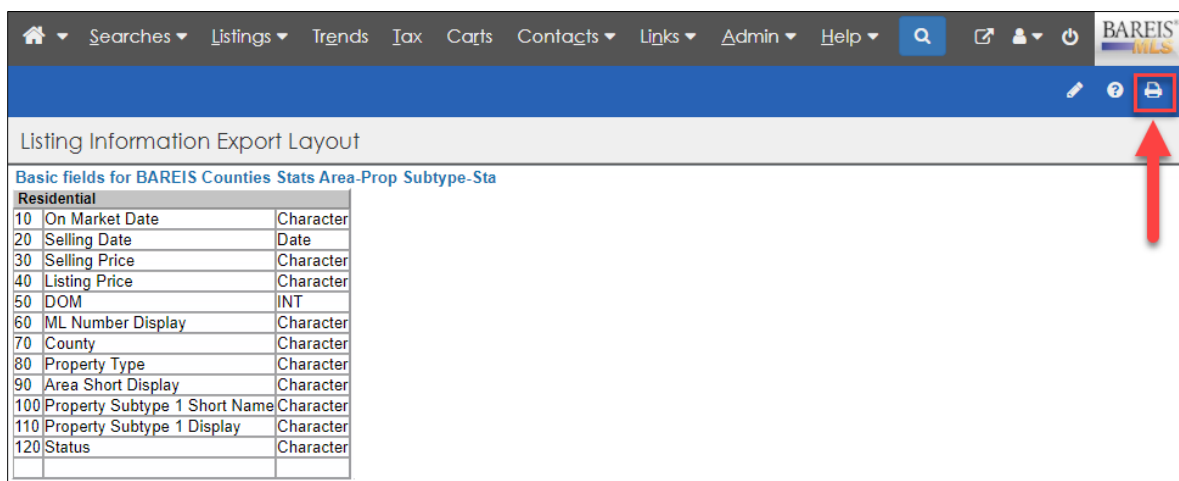 Searches Listings Trends Tax Carts Contacts Links Admin Help BAREIS®
MLS
Listing Information Export Layout
Basic fields for BAREIS Counties Stats Area-Prop Subtype-Sta
Residential
10 On Market Date Character
20 Selling Date Date
30 Selling Price Character
40 Listing Price Character
50 DOM INT
60 ML Number Display Character
70 County Character
80 Property Type Character
90 Area Short Display Character
100 Property Subtype 1 Short Name Character
110 Property Subtype 1 Display Character
120 Status Character